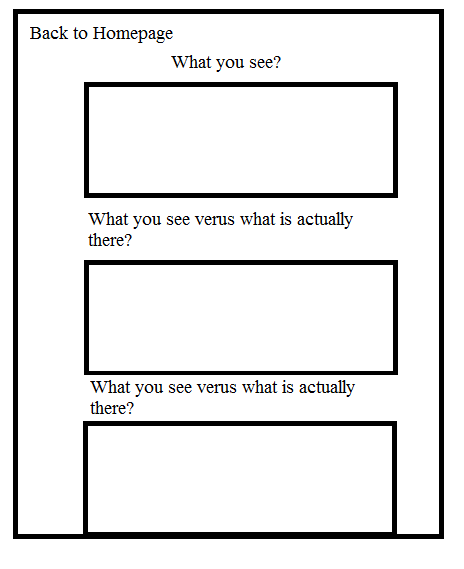 Back to Homepage
What you see?
What you see verus what is actually
there?
What you see verus what is actually
there?